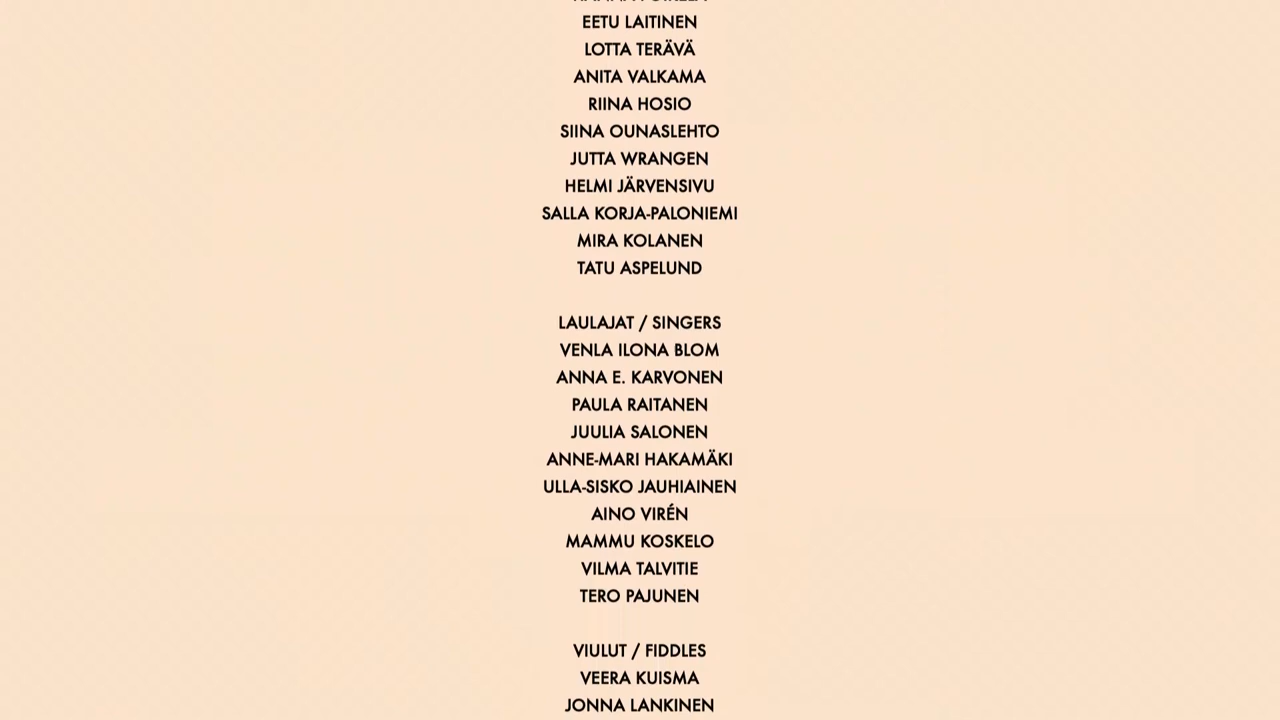 EETU LAITINEN
LOTTA TERÄVÄ
ANITA VALKAMA
RIINA HOSIO
SIINA OUNASLEHTO
JUTTA WRANGEN
HELMI JÄRVENSIVU
SALLA KORJA-PALONIEMI
MIRA KOLANEN
TATU ASPELUND
LAULAJAT / SINGERS
VENLA ILONA BLOM
ANNA E. KARVONEN
PAULA RAITANEN
JUULIA SALONEN
ANNE-MARI HAKAMÄKI
ULLA-SISKO JAUHIAINEN
AINO VIRÉN
MAMMU KOSKELO
VILMA TALVITIE
TERO PAJUNEN
VIULUT / FIDDLES
VEERA KUISMA
JONNA LANKINEN